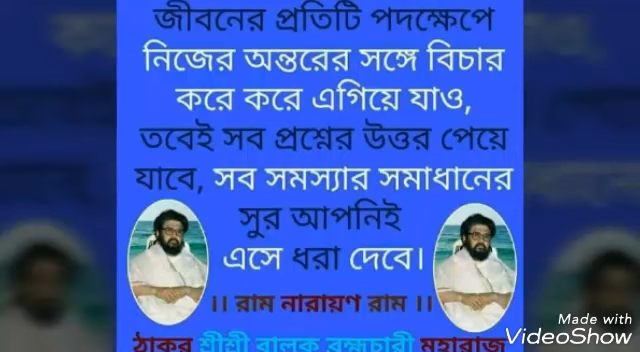 জীবনের প্রতিটি পদক্ষেপে
নিজের অন্তরের সঙ্গে বিচার
করে করে এগিয়ে যাও,
তবেই সব প্রশ্নের উত্তর পেয়ে
যাবে, সব সমস্যার সমাধানের
সুর আপনিই
এসে ধরা দেবে।
।। রাম নারায়ণ রাম ।।
ঠাকুর শ্রীশ্রী বালক ব্রহ্মচারী মহারাজ
Made with
VideoShow